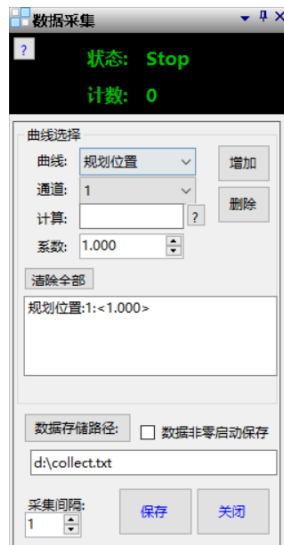 数据采集
?
状态: Stop
计数: 0
曲线选择
曲线: 规划位置 增加
通道: 1
删除
计算: ?
系数: 1.000
清除全部
规划位置:1:<1.000>
数据存储路径: 数据非零启动保存
d:\collect.txt
采集间隔:
1
保存 关闭